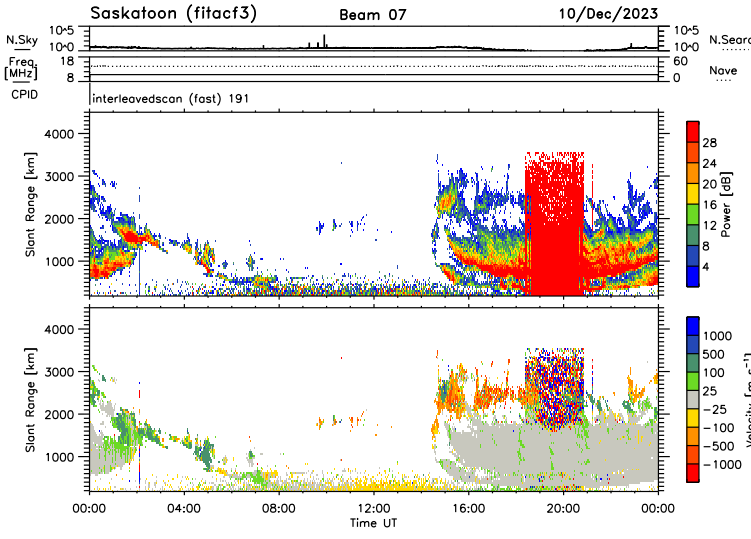 Saskatoon (fitacf3) Beam 07 10/Dec/2023
N.Sky 10^5 10^0 10^5 10^0 N.Searc
Freq. [MHz] 18 8 60 0 Nave
CPID interleavedscan (fast) 191
Slant Range [km]
4000
3000
2000
1000
Power [dB]
28
24
20
16
12
8
4
Slant Range [km]
4000
3000
2000
1000
Velocity [m s^-1]
1000
500
100
25
-25
-100
-500
-1000
00:00 04:00 08:00 12:00 16:00 20:00 00:00
Time UT